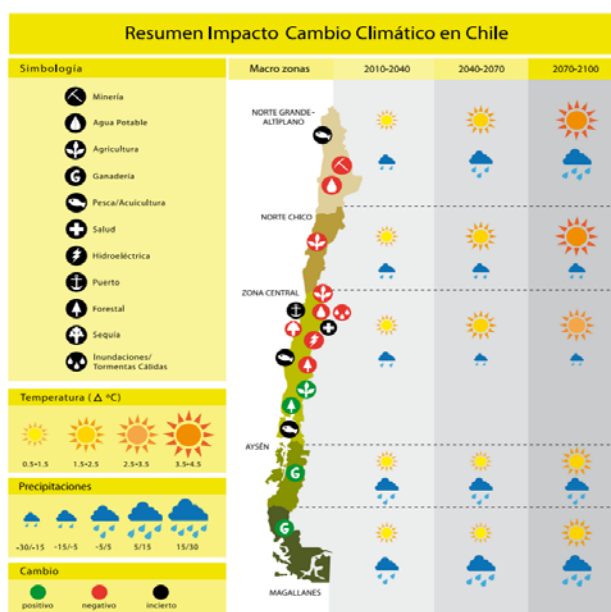 Resumen Impacto Cambio Climático en Chile
Simbología
Minería
Agua Potable
Agricultura
Ganadería
Pesca/Acuicultura
Salud
Hidroeléctrica
Puerto
Forestal
Sequía
Inundaciones/
Tormentas Cálidas
Temperatura (Δ ºC)
0.5•1.5 1.5•2.5 2.5•3.5 3.5•4.5
Precipitaciones
-30/-15 -15/-5 -5/5 5/15 15/30
Cambio
positivo negativo incierto
Macro zonas 2010-2040 2040-2070 2070-2100
NORTE GRANDE-
ALTÍPLANO
NORTE CHICO
ZONA CENTRAL
AYSÉN
G
G
MAGALLANES